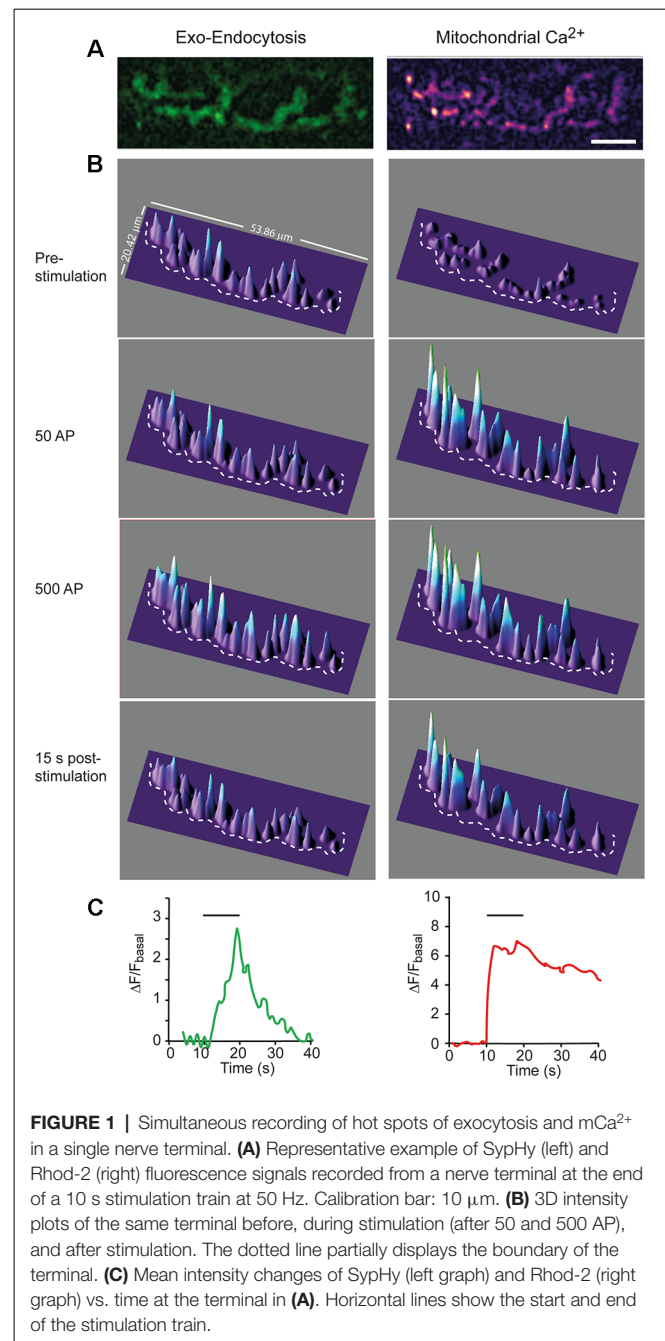 Exo-Endocytosis
Mitochondrial Ca²⁺
A
B
Pre-
stimulation
20.42 µm
53.86 µm
50 AP
500 AP
15 s post-
stimulation
C
ΔF/Fbasal
3
2
1
0
0 10 20 30 40
Time (s)
ΔF/Fbasal
10
8
6
4
2
0
0 10 20 30 40
Time (s)
FIGURE 1 | Simultaneous recording of hot spots of exocytosis and mCa²⁺
in a single nerve terminal. (A) Representative example of SypHy (left) and
Rhod-2 (right) fluorescence signals recorded from a nerve terminal at the end
of a 10 s stimulation train at 50 Hz. Calibration bar: 10 µm. (B) 3D intensity
plots of the same terminal before, during stimulation (after 50 and 500 AP),
and after stimulation. The dotted line partially displays the boundary of the
terminal. (C) Mean intensity changes of SypHy (left graph) and Rhod-2 (right
graph) vs. time at the terminal in (A). Horizontal lines show the start and end
of the stimulation train.